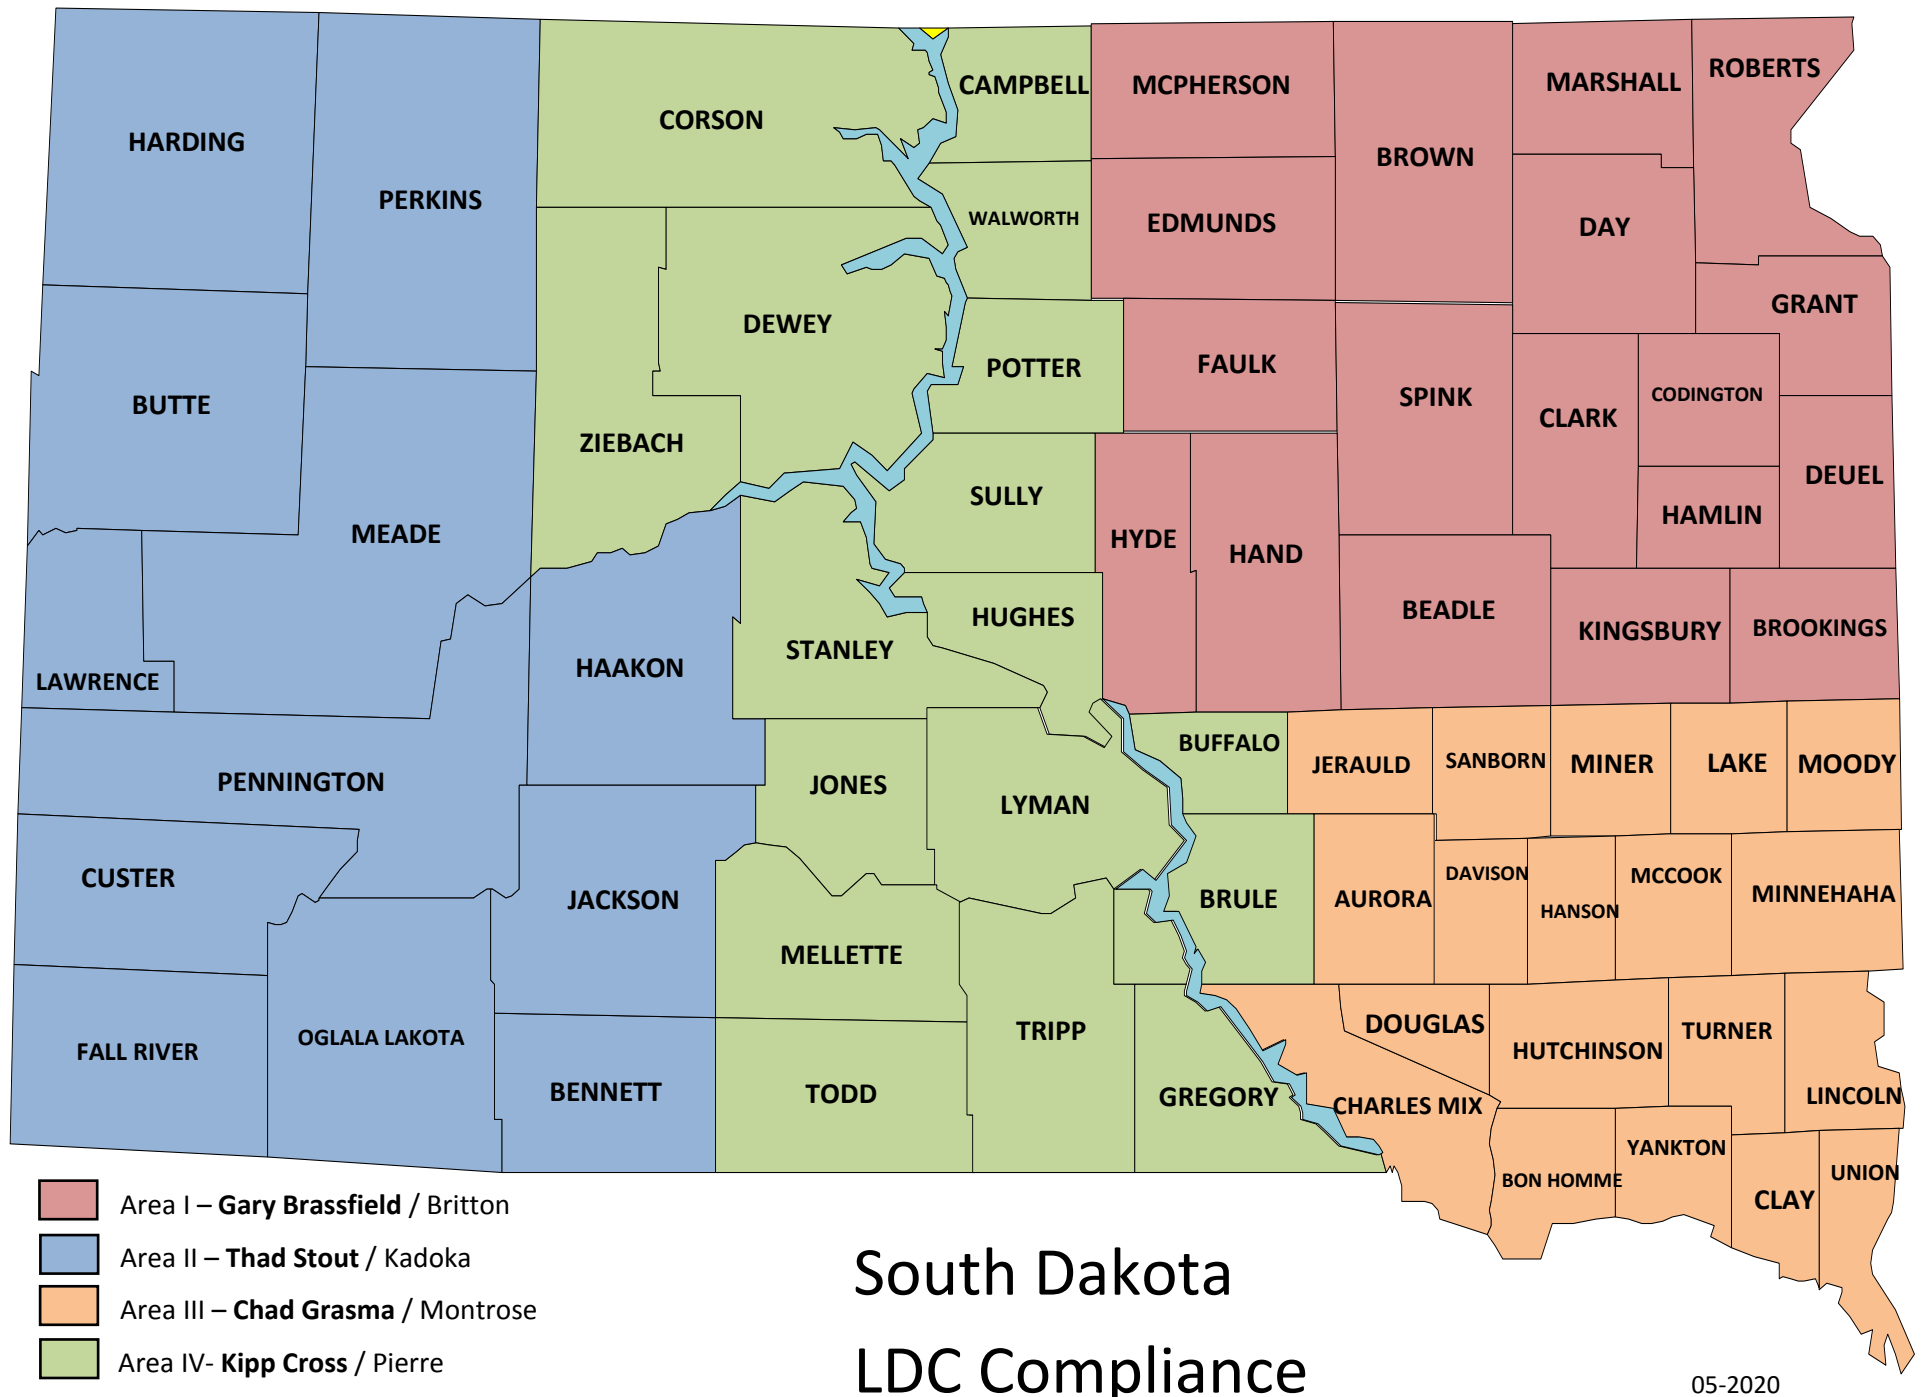 HARDING
PERKINS
CORSON
CAMPBELL
MCPHERSON
BROWN
MARSHALL
ROBERTS
WALWORTH
EDMUNDS
DAY
GRANT
BUTTE
DEWEY
POTTER
FAULK
SPINK
CLARK
CODINGTON
ZIEBACH
DEUEL
MEADE
SULLY
HYDE
HAND
HAMLIN
LAWRENCE
HAAKON
STANLEY
HUGHES
BEADLE
KINGSBURY
BROOKINGS
PENNINGTON
JONES
LYMAN
BUFFALO
JERAULD
SANBORN
MINER
LAKE
MOODY
CUSTER
JACKSON
MELLETTE
BRULE
AURORA
DAVISON
HANSON
MCCOOK
MINNEHAHA
FALL RIVER
OGLALA LAKOTA
BENNETT
TODD
TRIPP
GREGORY
CHARLES MIX
DOUGLAS
HUTCHINSON
TURNER
LINCOLN
BON HOMME
YANKTON
CLAY
UNION
Area I – Gary Brassfield / Britton
Area II – Thad Stout / Kadoka
Area III – Chad Grasma / Montrose
Area IV- Kipp Cross / Pierre
South Dakota
LDC Compliance
05-2020